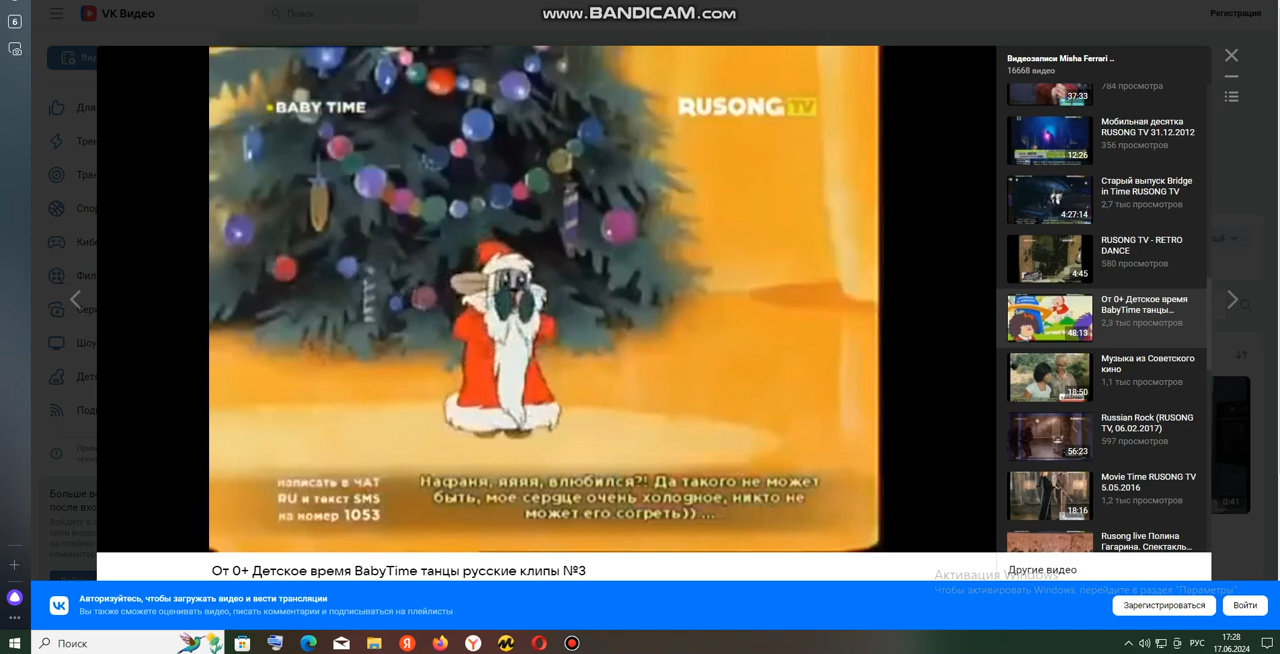 6
VK Видео
Поиск
www.BANDICAM.com
Регистрация
BABY TIME
RUSONG TV
написать в ЧАТ
RU и текст SMS
на номер 1053
Нафаня, яяяя, влюбился?! Да такого не может
быть, мое сердце очень холодное, никто не
может его согреть)) ...
Видеозаписи Misha Ferrari ..
16668 видео
784 просмотра
37:33
Мобильная десятка
RUSONG TV 31.12.2012
356 просмотров
12:26
Старый выпуск Bridge
in Time RUSONG TV
2,7 тыс просмотров
4:27:14
RUSONG TV - RETRO
DANCE
580 просмотров
4:45
От 0+ Детское время
BabyTime танцы...
2,3 тыс просмотров
48:13
Музыка из Советского
кино
1,1 тыс просмотров
18:50
Russian Rock (RUSONG
TV, 06.02.2017)
597 просмотров
56:23
Movie Time RUSONG TV
5.05.2016
1,2 тыс просмотров
18:16
Rusong live Полина
Гагарина. Спектакль...
0:41
От 0+ Детское время BabyTime танцы русские клипы №3
Другие видео
Активация Windows
Чтобы активировать Windows, перейдите в раздел "Параметры".
Авторизуйтесь, чтобы загружать видео и вести трансляции
Вы также сможете оценивать видео, писать комментарии и подписываться на плейлисты
Зарегистрироваться
Войти
Поиск
РУС
17:28
17.06.2024